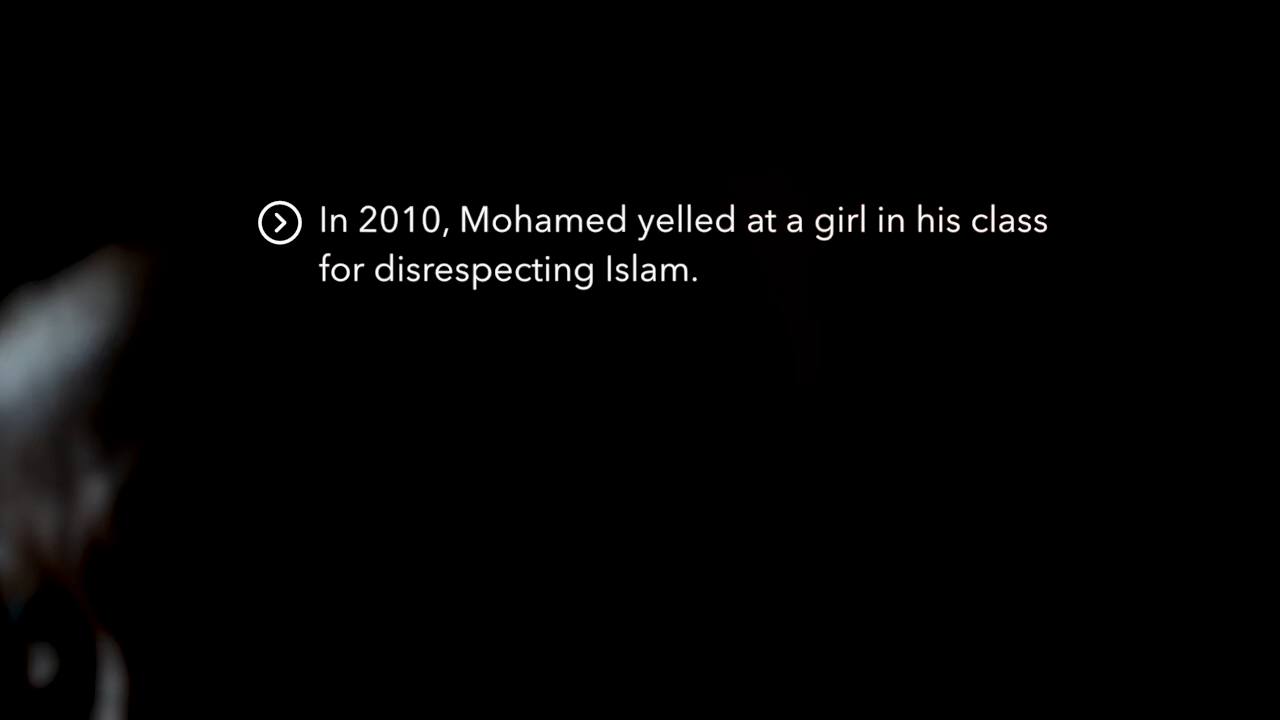 In 2010, Mohamed yelled at a girl in his class
for disrespecting Islam.